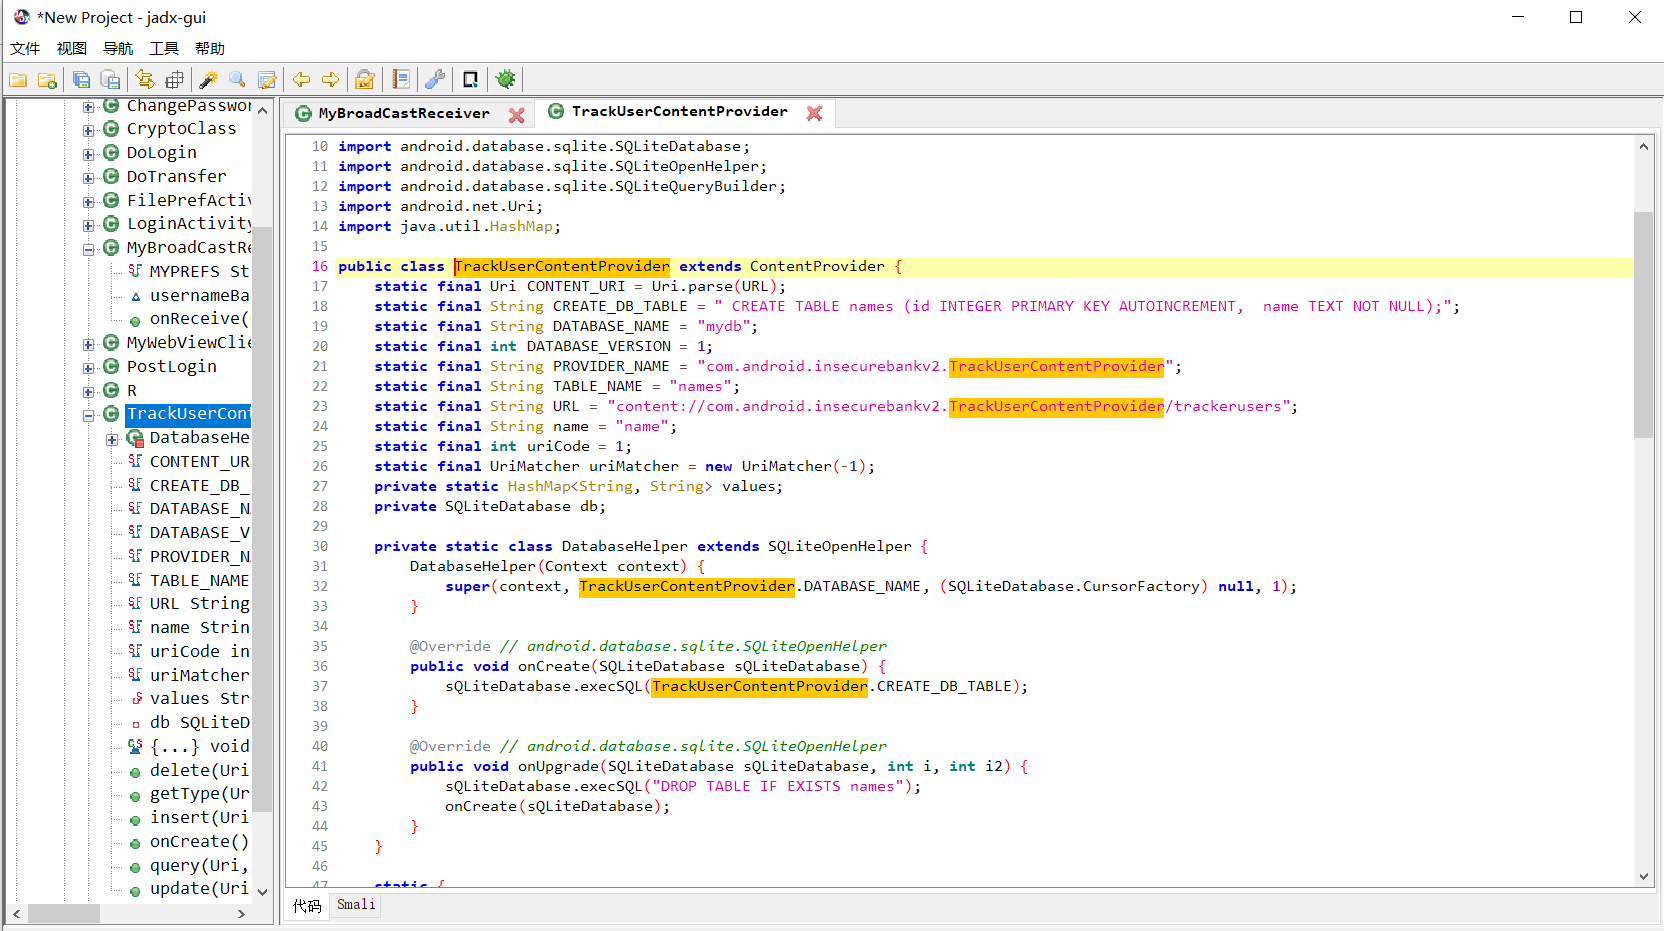 *New Project - jadx-gui
文件 视图 导航 工具 帮助
ChangePasswor
CryptoClass
DoLogin
DoTransfer
FilePrefActiv
LoginActivity
MyBroadCastRe
MYPREFS St
usernameBa
onReceive(
MyWebViewClie
PostLogin
R
TrackUserCont
DatabaseHe
CONTENT_UR
CREATE_DB_
DATABASE_N
DATABASE_V
PROVIDER_N
TABLE_NAME
URL String
name Strin
uriCode in
uriMatcher
values Str
db SQLiteD
{...} void
delete(Uri
getType(Ur
insert(Uri
onCreate()
query(Uri,
update(Uri
MyBroadCastReceiver TrackUserContentProvider
10 import android.database.sqlite.SQLiteDatabase;
11 import android.database.sqlite.SQLiteOpenHelper;
12 import android.database.sqlite.SQLiteQueryBuilder;
13 import android.net.Uri;
14 import java.util.HashMap;
15
16 public class TrackUserContentProvider extends ContentProvider {
17 static final Uri CONTENT_URI = Uri.parse(URL);
18 static final String CREATE_DB_TABLE = " CREATE TABLE names (id INTEGER PRIMARY KEY AUTOINCREMENT,  name TEXT NOT NULL);";
19 static final String DATABASE_NAME = "mydb";
20 static final int DATABASE_VERSION = 1;
21 static final String PROVIDER_NAME = "com.android.insecurebankv2.TrackUserContentProvider";
22 static final String TABLE_NAME = "names";
23 static final String URL = "content://com.android.insecurebankv2.TrackUserContentProvider/trackerusers";
24 static final String name = "name";
25 static final int uriCode = 1;
26 static final UriMatcher uriMatcher = new UriMatcher(-1);
27 private static HashMap<String, String> values;
28 private SQLiteDatabase db;
29
30 private static class DatabaseHelper extends SQLiteOpenHelper {
31 DatabaseHelper(Context context) {
32 super(context, TrackUserContentProvider.DATABASE_NAME, (SQLiteDatabase.CursorFactory) null, 1);
33 }
34
35 @Override // android.database.sqlite.SQLiteOpenHelper
36 public void onCreate(SQLiteDatabase sQLiteDatabase) {
37 sQLiteDatabase.execSQL(TrackUserContentProvider.CREATE_DB_TABLE);
38 }
39
40 @Override // android.database.sqlite.SQLiteOpenHelper
41 public void onUpgrade(SQLiteDatabase sQLiteDatabase, int i, int i2) {
42 sQLiteDatabase.execSQL("DROP TABLE IF EXISTS names");
43 onCreate(sQLiteDatabase);
44 }
45 }
46
47 static {
代码 Smali